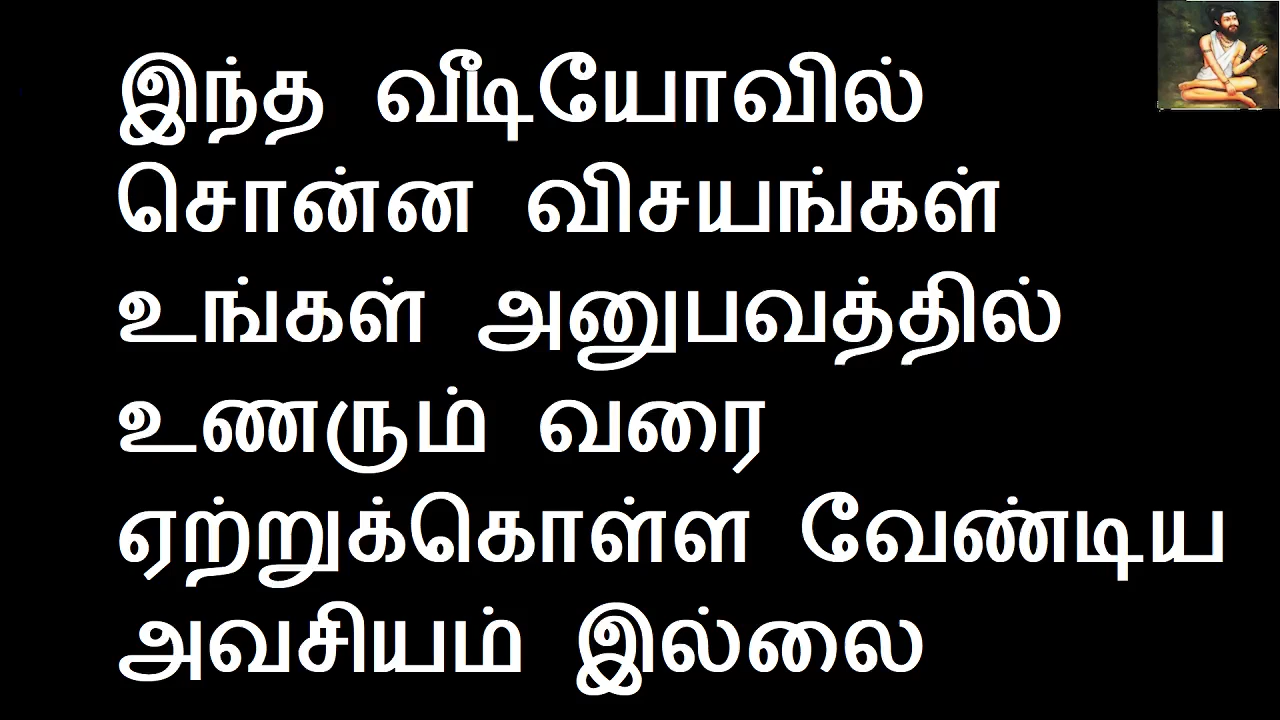 இந்த வீடியோவில்
சொன்ன விசயங்கள்
உங்கள் அனுபவத்தில்
உணரும் வரை
ஏற்றுக்கொள்ள வேண்டிய
அவசியம் இல்லை